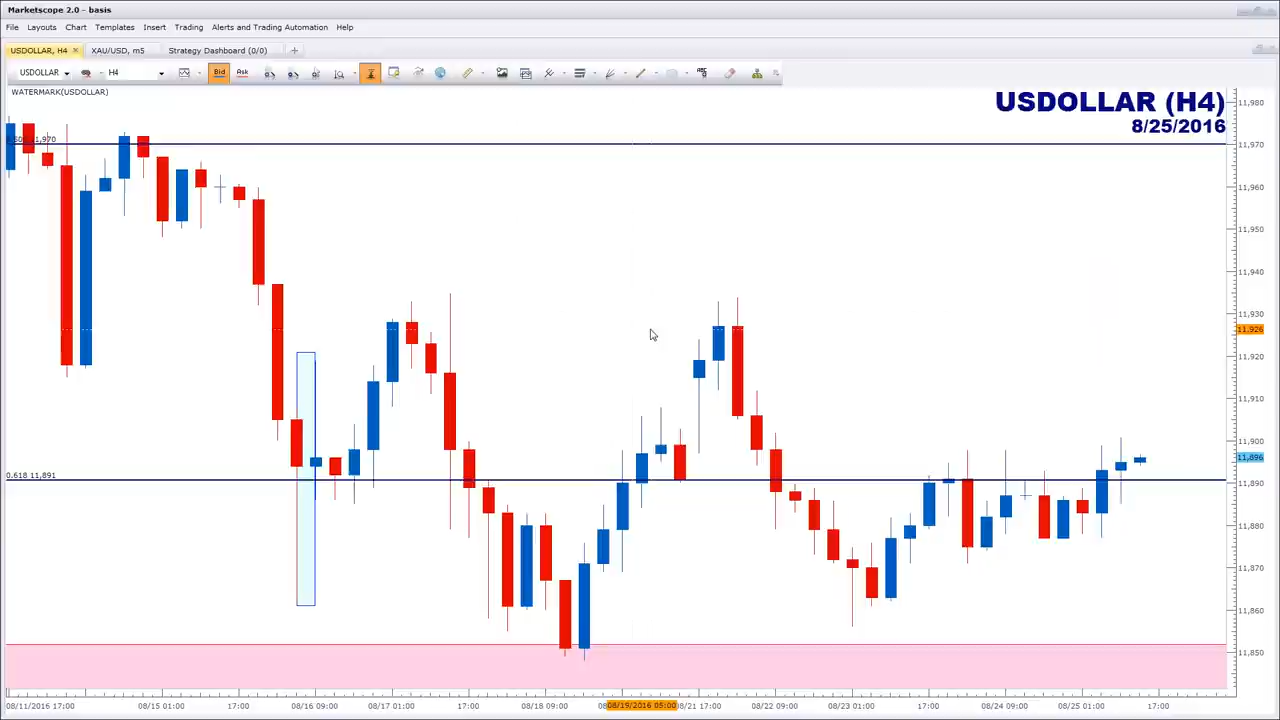 Marketscope 2.0 - basis
File Layouts Chart Templates Insert Trading Alerts and Trading Automation Help
USDOLLAR, H4 XAU/USD, m5 Strategy Dashboard (0/0)
USDOLLAR H4 Bid Ask
WATERMARK(USDOLLAR)
USDOLLAR (H4)
8/25/2016
11,980
11,970
11,960
11,950
11,940
11,930
11,926
11,920
11,910
11,900
11,896
11,890
11,880
11,870
11,860
11,850
0.618 11,891
08/11/2016 17:00 08/15 01:00 17:00 08/16 09:00 08/17 01:00 17:00 08/18 09:00 08/19/2016 05:00 08/21 17:00 08/22 09:00 08/23 01:00 17:00 08/24 09:00 08/25 01:00 17:00